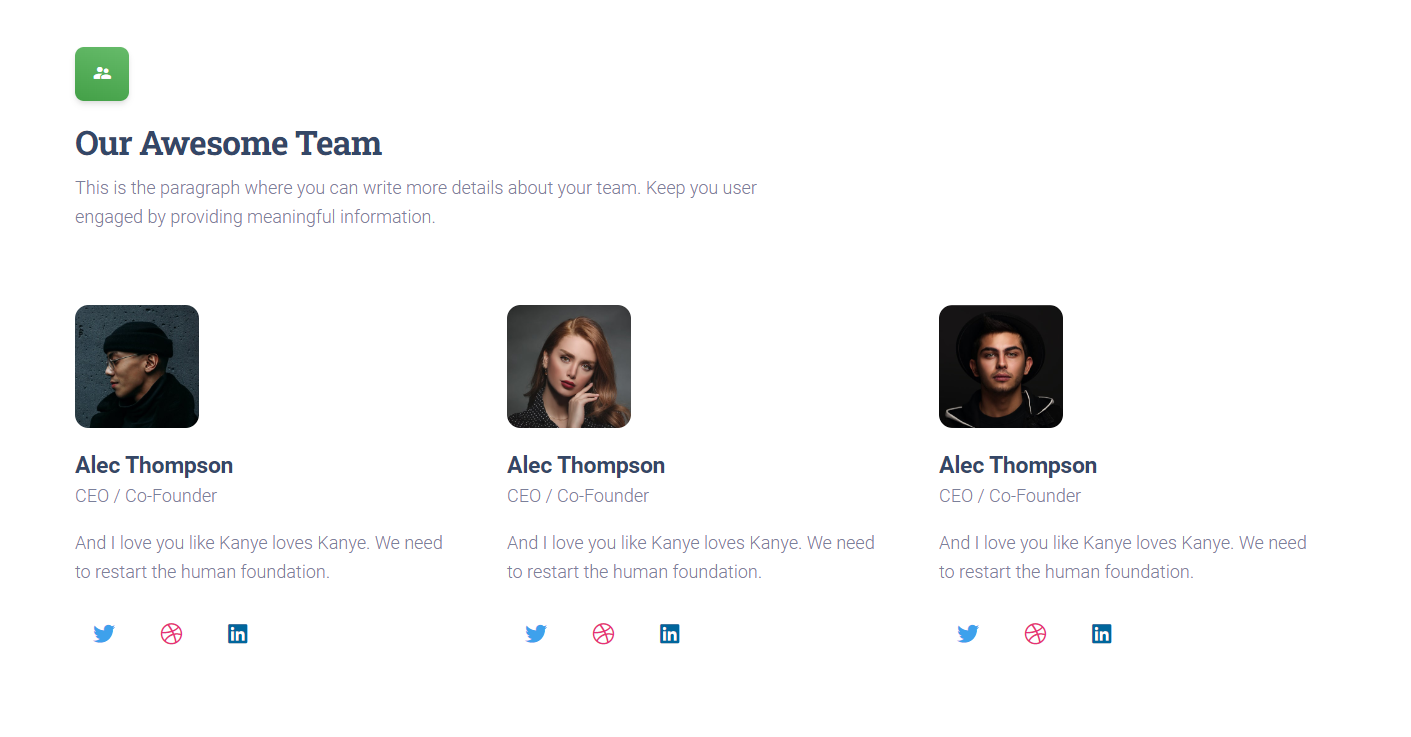 Our Awesome Team
This is the paragraph where you can write more details about your team. Keep you user
engaged by providing meaningful information.
Alec Thompson
CEO / Co-Founder
And I love you like Kanye loves Kanye. We need
to restart the human foundation.
Alec Thompson
CEO / Co-Founder
And I love you like Kanye loves Kanye. We need
to restart the human foundation.
Alec Thompson
CEO / Co-Founder
And I love you like Kanye loves Kanye. We need
to restart the human foundation.